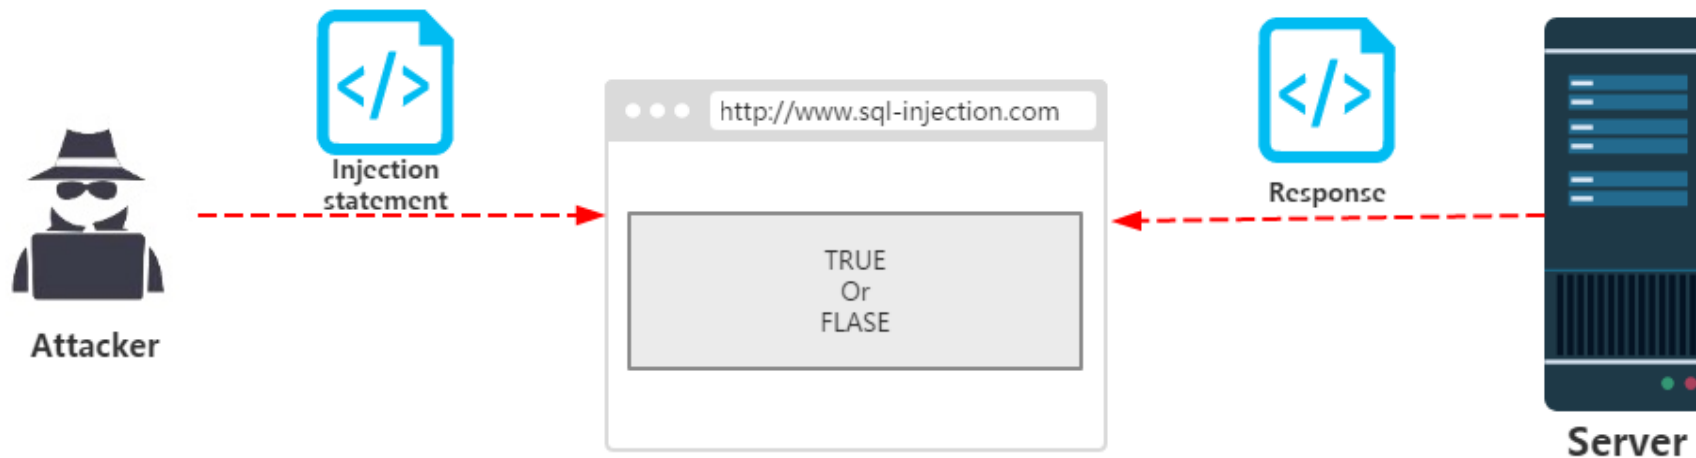 Injection
statement
http://www.sql-injection.com
Response
TRUE
Or
FLASE
Attacker
Server